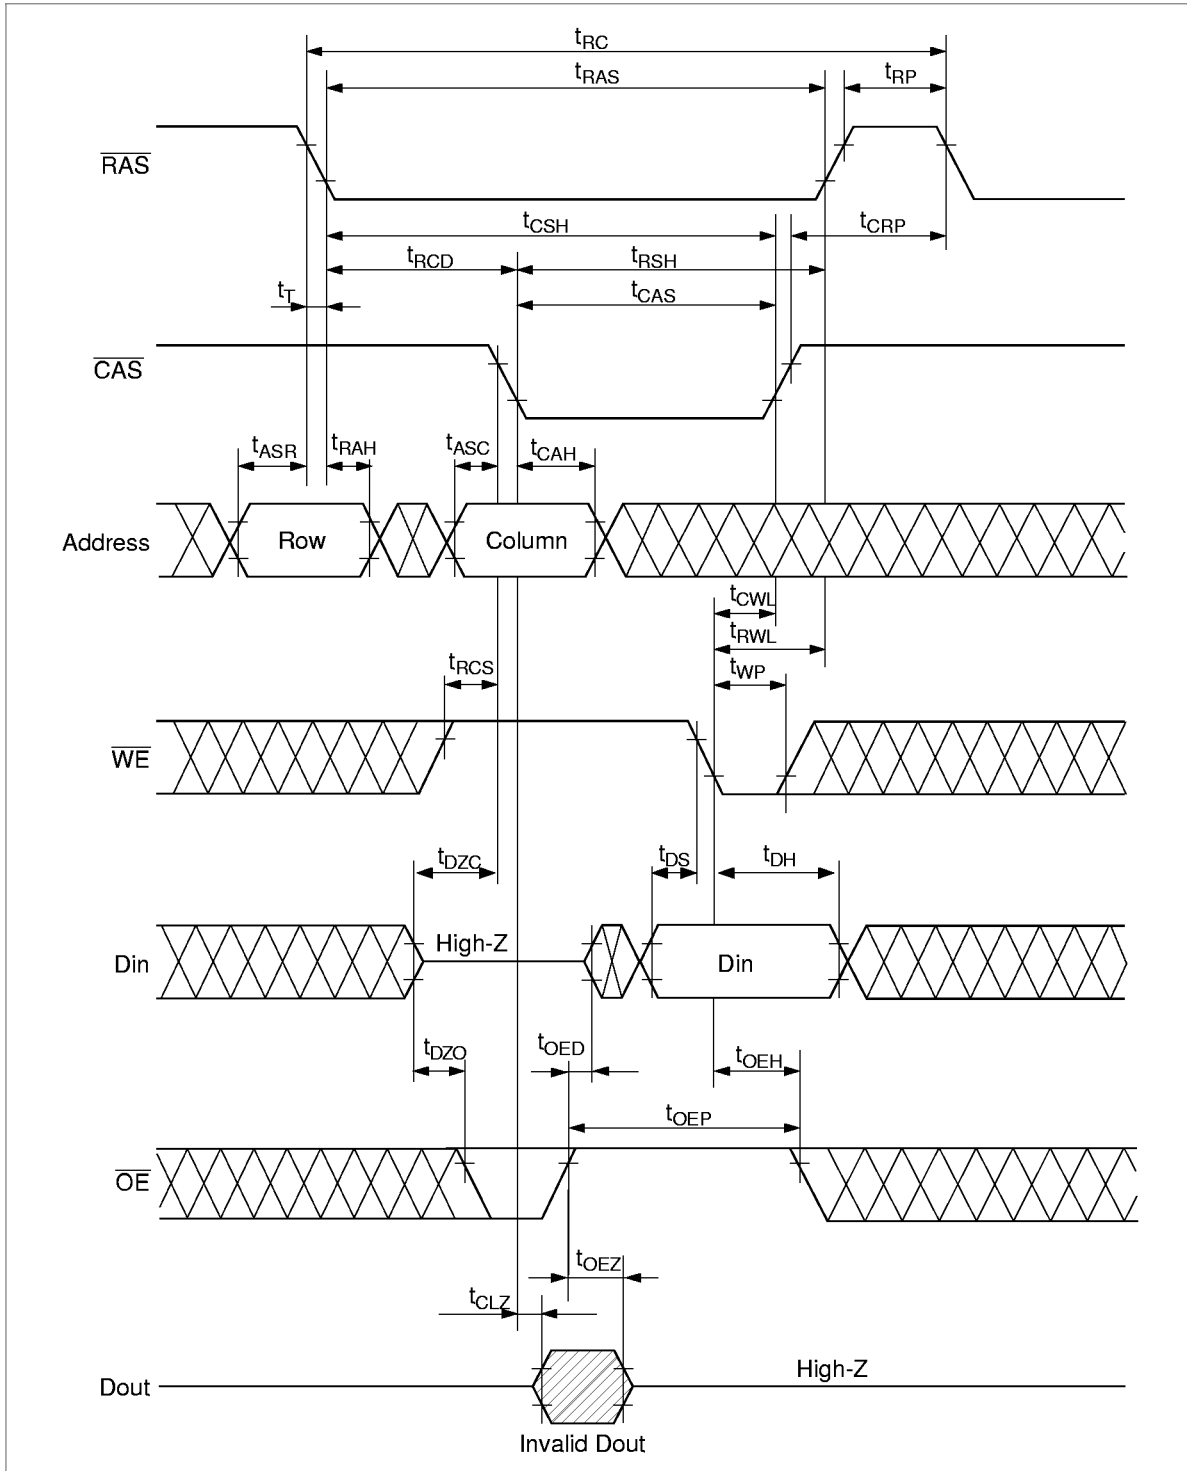 tRC
tRAS
tRP
RAS
tCSH
tCRP
tRCD
tRSH
tT
tCAS
CAS
tASR
tRAH
tASC
tCAH
Address
Row
Column
tCWL
tRWL
tRCS
tWP
WE
tDZC
tDS
tDH
High-Z
Din
Din
tDZO
tOED
tOEH
tOEP
OE
tOEZ
tCLZ
High-Z
Dout
Invalid Dout